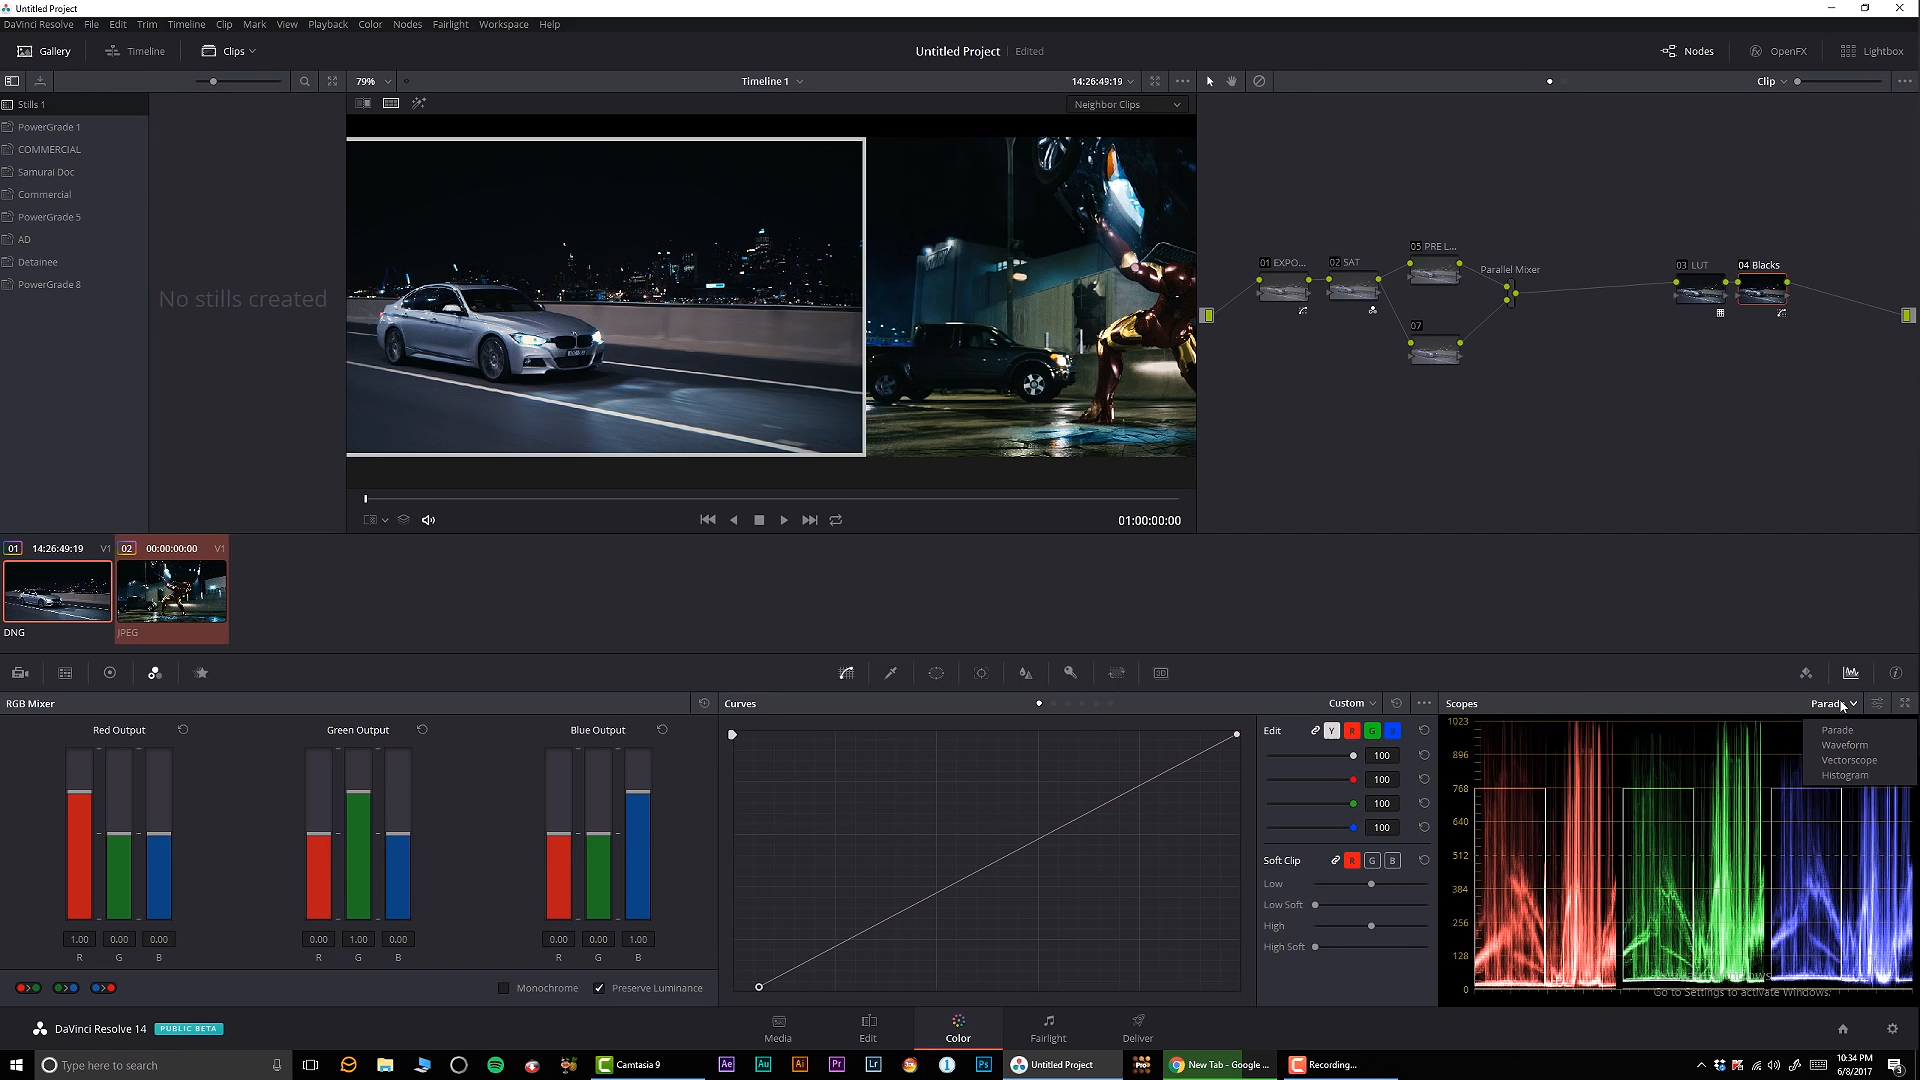 Untitled Project
DaVinci Resolve File Edit Trim Timeline Clip Mark View Playback Color Nodes Fairlight Workspace Help
Gallery Timeline Clips Untitled Project Edited Nodes OpenFX Lightbox
79% Timeline 1 14:26:49:19 Clip
Stills 1 Neighbor Clips
PowerGrade 1
COMMERCIAL
Samurai Doc
Commercial
PowerGrade 5
AD
Detainee
PowerGrade 8
No stills created
05 PRE L...
01 EXPO... 02 SAT Parallel Mixer 03 LUT 04 Blacks
07
01:00:00:00
01 14:26:49:19 V1 02 00:00:00:00 V1
DNG JPEG
RGB Mixer Curves Custom Scopes Parade
Red Output Green Output Blue Output
Edit Y R G B
100
100
100
100
Soft Clip R G B
Low
Low Soft
High
High Soft
1023
896
768
640
512
384
256
128
0
Parade
Waveform
Vectorscope
Histogram
1.00 0.00 0.00 0.00 1.00 0.00 0.00 0.00 1.00
R G B R G B R G B
Monochrome Preserve Luminance
Go to Settings to activate Windows.
DaVinci Resolve 14 PUBLIC BETA
Media Edit Color Fairlight Deliver
Type here to search Camtasia 9 Ae Au Ai Pr Lr Ps Untitled Project New Tab - Google ... Recording...
10:34 PM
6/8/2017